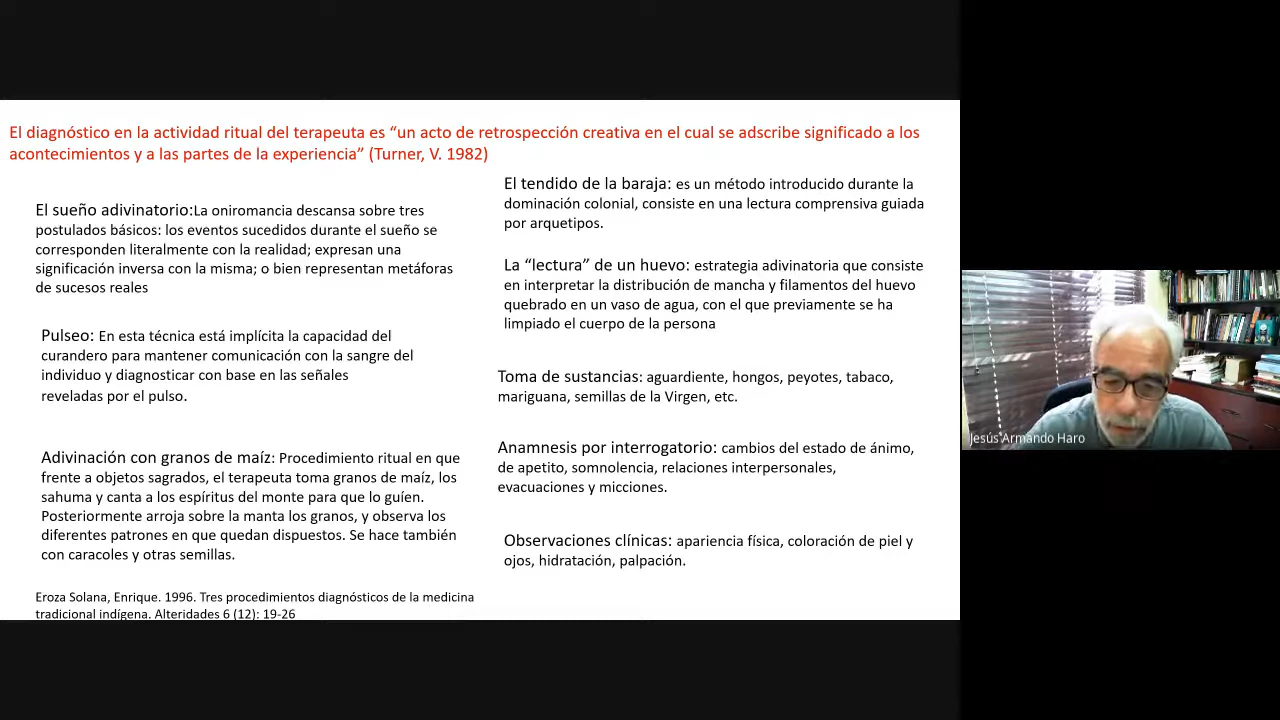 El diagnóstico en la actividad ritual del terapeuta es “un acto de retrospección creativa en el cual se adscribe significado a los
acontecimientos y a las partes de la experiencia” (Turner, V. 1982)
El sueño adivinatorio:La oniromancia descansa sobre tres
postulados básicos: los eventos sucedidos durante el sueño se
corresponden literalmente con la realidad; expresan una
significación inversa con la misma; o bien representan metáforas
de sucesos reales
Pulseo: En esta técnica está implícita la capacidad del
curandero para mantener comunicación con la sangre del
individuo y diagnosticar con base en las señales
reveladas por el pulso.
Adivinación con granos de maíz: Procedimiento ritual en que
frente a objetos sagrados, el terapeuta toma granos de maíz, los
sahuma y canta a los espíritus del monte para que lo guíen.
Posteriormente arroja sobre la manta los granos, y observa los
diferentes patrones en que quedan dispuestos. Se hace también
con caracoles y otras semillas.
Eroza Solana, Enrique. 1996. Tres procedimientos diagnósticos de la medicina
tradicional indígena. Alteridades 6 (12): 19-26
El tendido de la baraja: es un método introducido durante la
dominación colonial, consiste en una lectura comprensiva guiada
por arquetipos.
La “lectura” de un huevo: estrategia adivinatoria que consiste
en interpretar la distribución de mancha y filamentos del huevo
quebrado en un vaso de agua, con el que previamente se ha
limpiado el cuerpo de la persona
Toma de sustancias: aguardiente, hongos, peyotes, tabaco,
mariguana, semillas de la Virgen, etc.
Anamnesis por interrogatorio: cambios del estado de ánimo,
de apetito, somnolencia, relaciones interpersonales,
evacuaciones y micciones.
Observaciones clínicas: apariencia física, coloración de piel y
ojos, hidratación, palpación.
Jesús Armando Haro